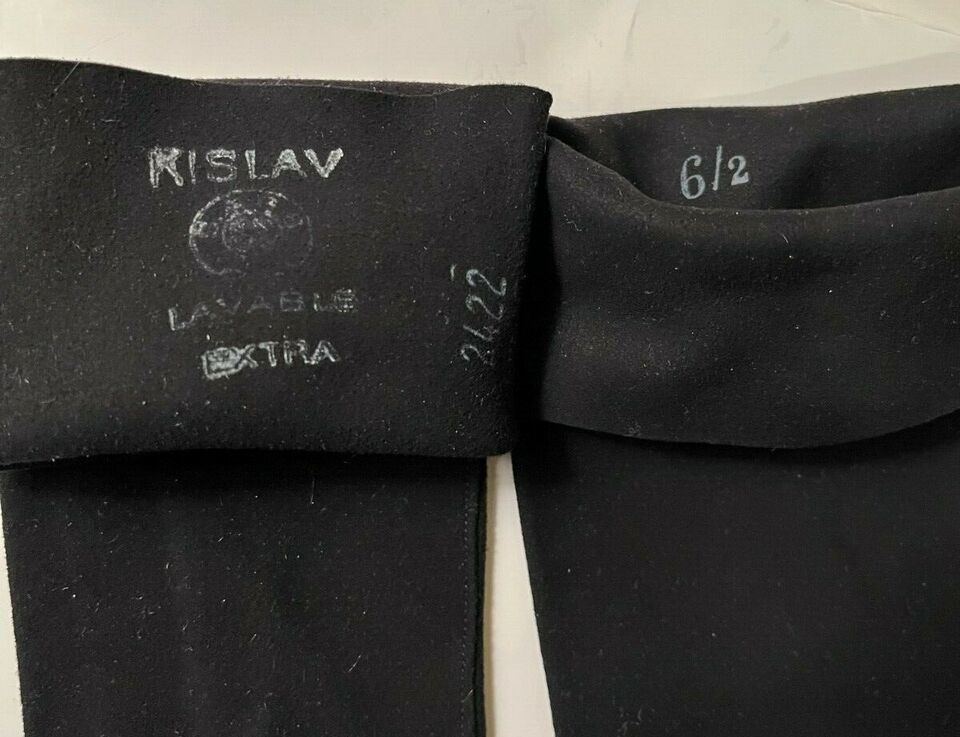 KISLAV
LAVABLE
EXTRA
2422
6/2